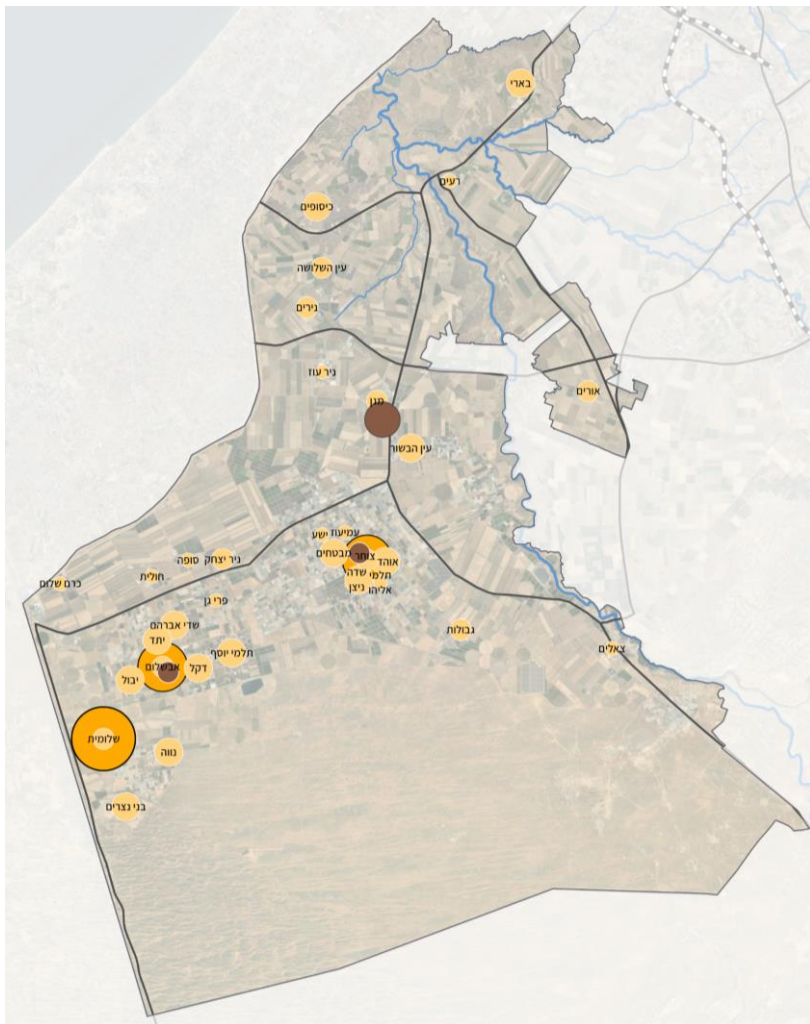 בארי
רעים
כיסופים
עין השלושה
נירים
ניר עוז
אורים
מגן
עין הבשור
עמיעוז
ישע
מבטחים
צוחר
אוהד
תלמי
אליהו
שדה
ניצן
ניר יצחק
סופה
חולית
כרם שלום
פרי גן
שדי אברהם
יתד
גבולות
צאלים
תלמי יוסף
דקל
אבשלום
יבול
שלומית
נווה
בני נצרים